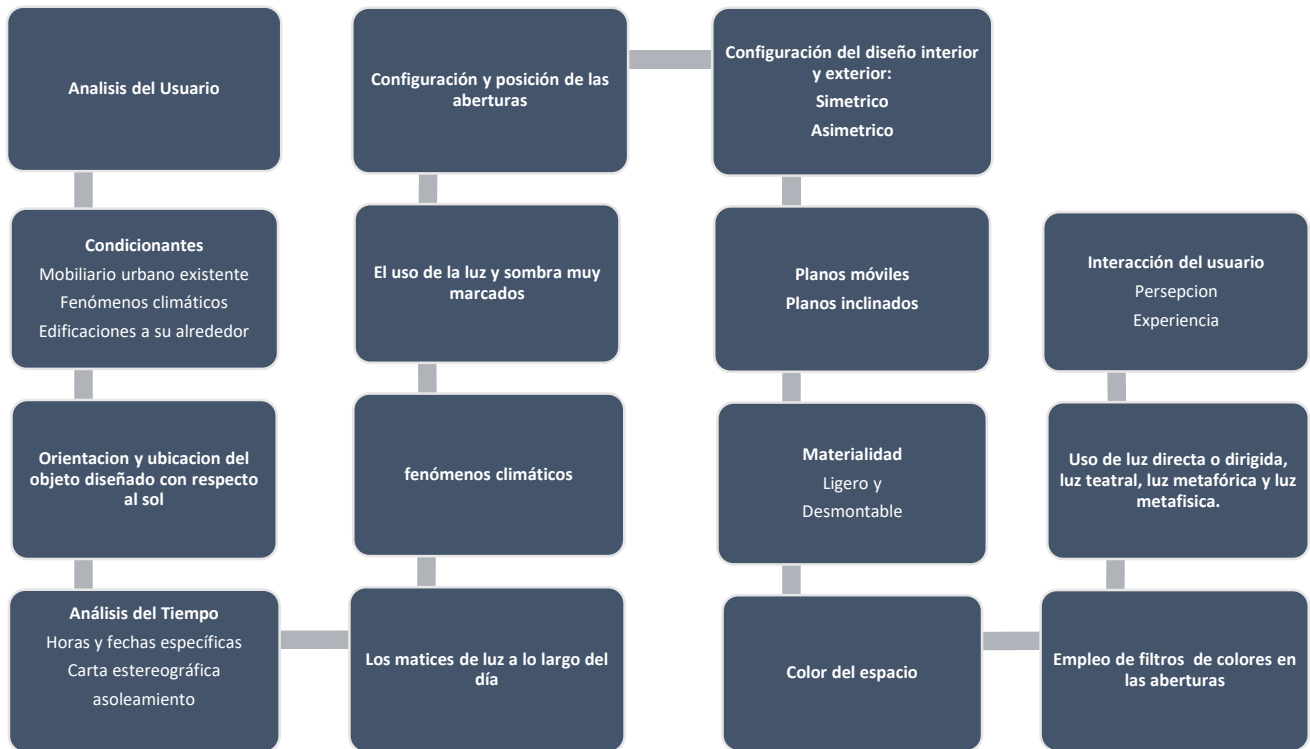 Analisis del Usuario
Condicionantes
Mobiliario urbano existente
Fenómenos climáticos
Edificaciones a su alrededor
Orientacion y ubicacion del
objeto diseñado con respecto
al sol
Análisis del Tiempo
Horas y fechas específicas
Carta estereográfica
asoleamiento
Los matices de luz a lo largo del
día
fenómenos climáticos
El uso de la luz y sombra muy
marcados
Configuración y posición de las
aberturas
Configuración del diseño interior
y exterior:
Simetrico
Asimetrico
Planos móviles
Planos inclinados
Materialidad
Ligero y
Desmontable
Color del espacio
Empleo de filtros de colores en
las aberturas
Uso de luz directa o dirigida,
luz teatral, luz metafórica y luz
metafisica.
Interacción del usuario
Persepcion
Experiencia